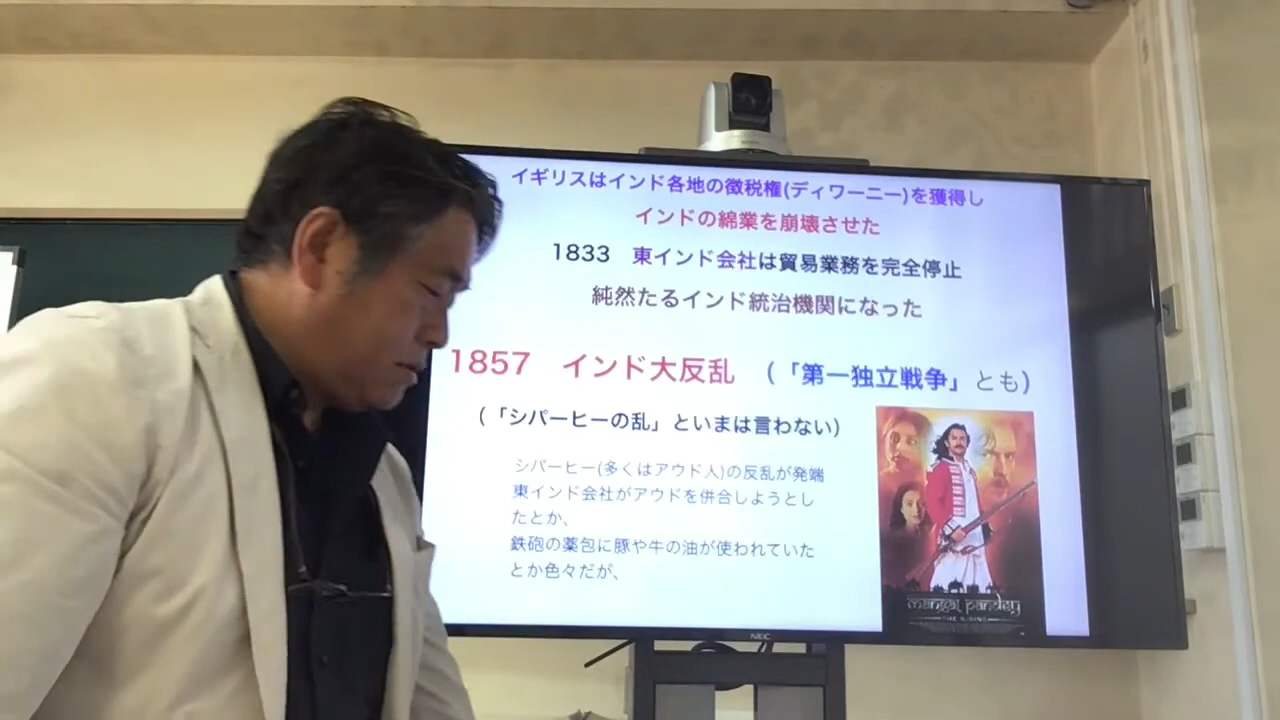 イギリスはインド各地の徴税権(ディワーニー)を獲得し
インドの綿業を崩壊させた
1833　東インド会社は貿易業務を完全停止
純然たるインド統治機関になった
1857　インド大反乱　(「第一独立戦争」とも)
(「シパーヒーの乱」といまは言わない)
シパーヒー(多くはアウド人)の反乱が発端
東インド会社がアウドを併合しようとし
たとか、
鉄砲の薬包に豚や牛の油が使われていた
とか色々だが、
mangal pandey
THE RISING
NEC